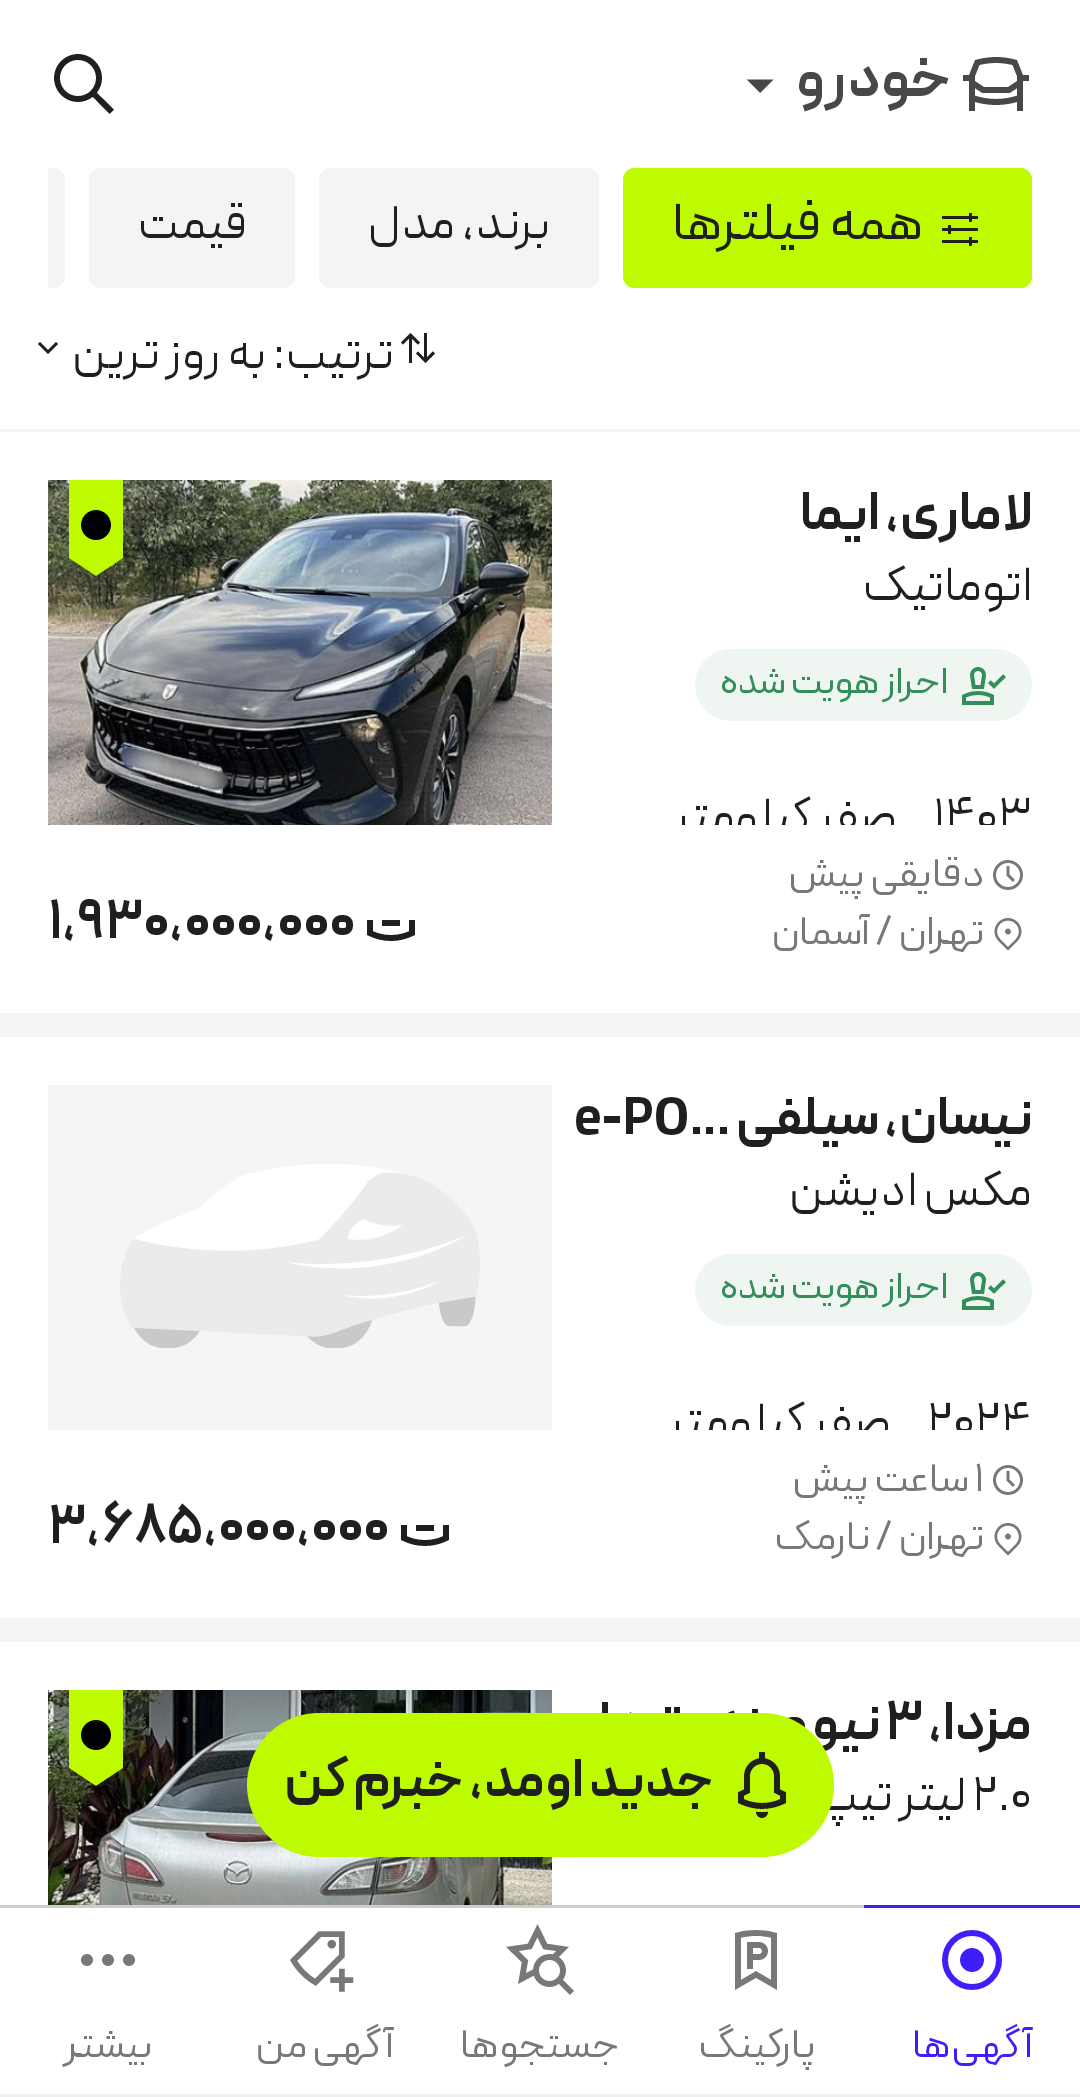 خودرو
همه فیلترها
برند، مدل
قیمت
ترتیب: به روز ترین
لاماری، ایما
اتوماتیک
احراز هویت شده
۱۴۰۳ صفر کیلومتر
دقایقی پیش
تهران / آسمان
۱,۹۳۰,۰۰۰,۰۰۰ ت
نیسان، سیلفی e-PO...
مکس ادیشن
احراز هویت شده
۲۰۲۴ صفر کیلومتر
۱ ساعت پیش
تهران / نارمک
۳,۶۸۵,۰۰۰,۰۰۰ ت
مزدا، ۳ نیو
۲.۰ لیتر تیپ
جدید اومد، خبرم کن
آگهی‌ها
پارکینگ
جستجوها
آگهی من
بیشتر